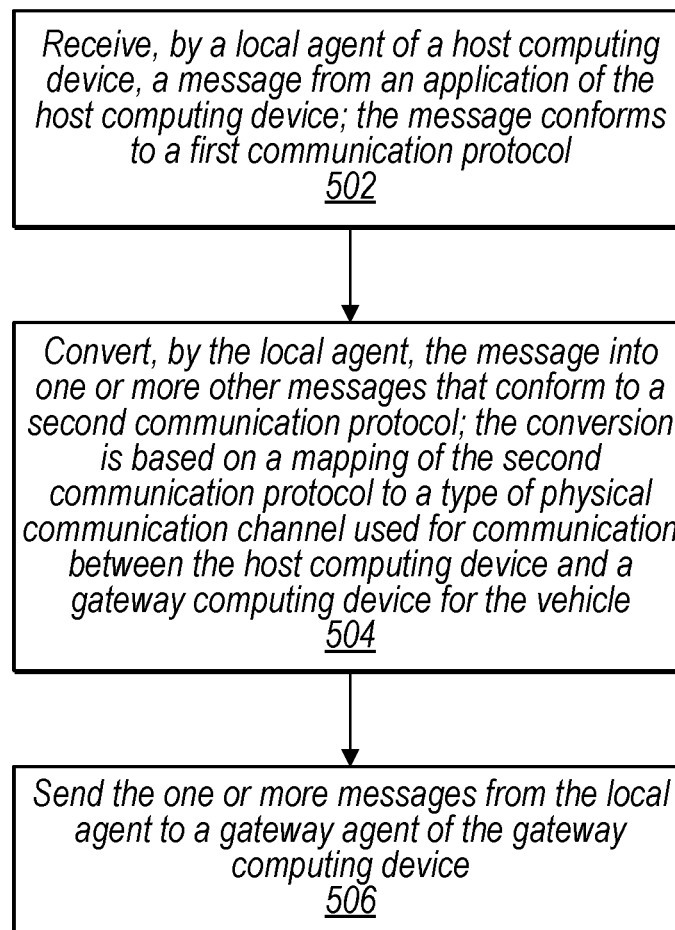 Receive, by a local agent of a host computing
device, a message from an application of the
host computing device; the message conforms
to a first communication protocol
502
Convert, by the local agent, the message into
one or more other messages that conform to a
second communication protocol; the conversion
is based on a mapping of the second
communication protocol to a type of physical
communication channel used for communication
between the host computing device and a
gateway computing device for the vehicle
504
Send the one or more messages from the local
agent to a gateway agent of the gateway
computing device
506